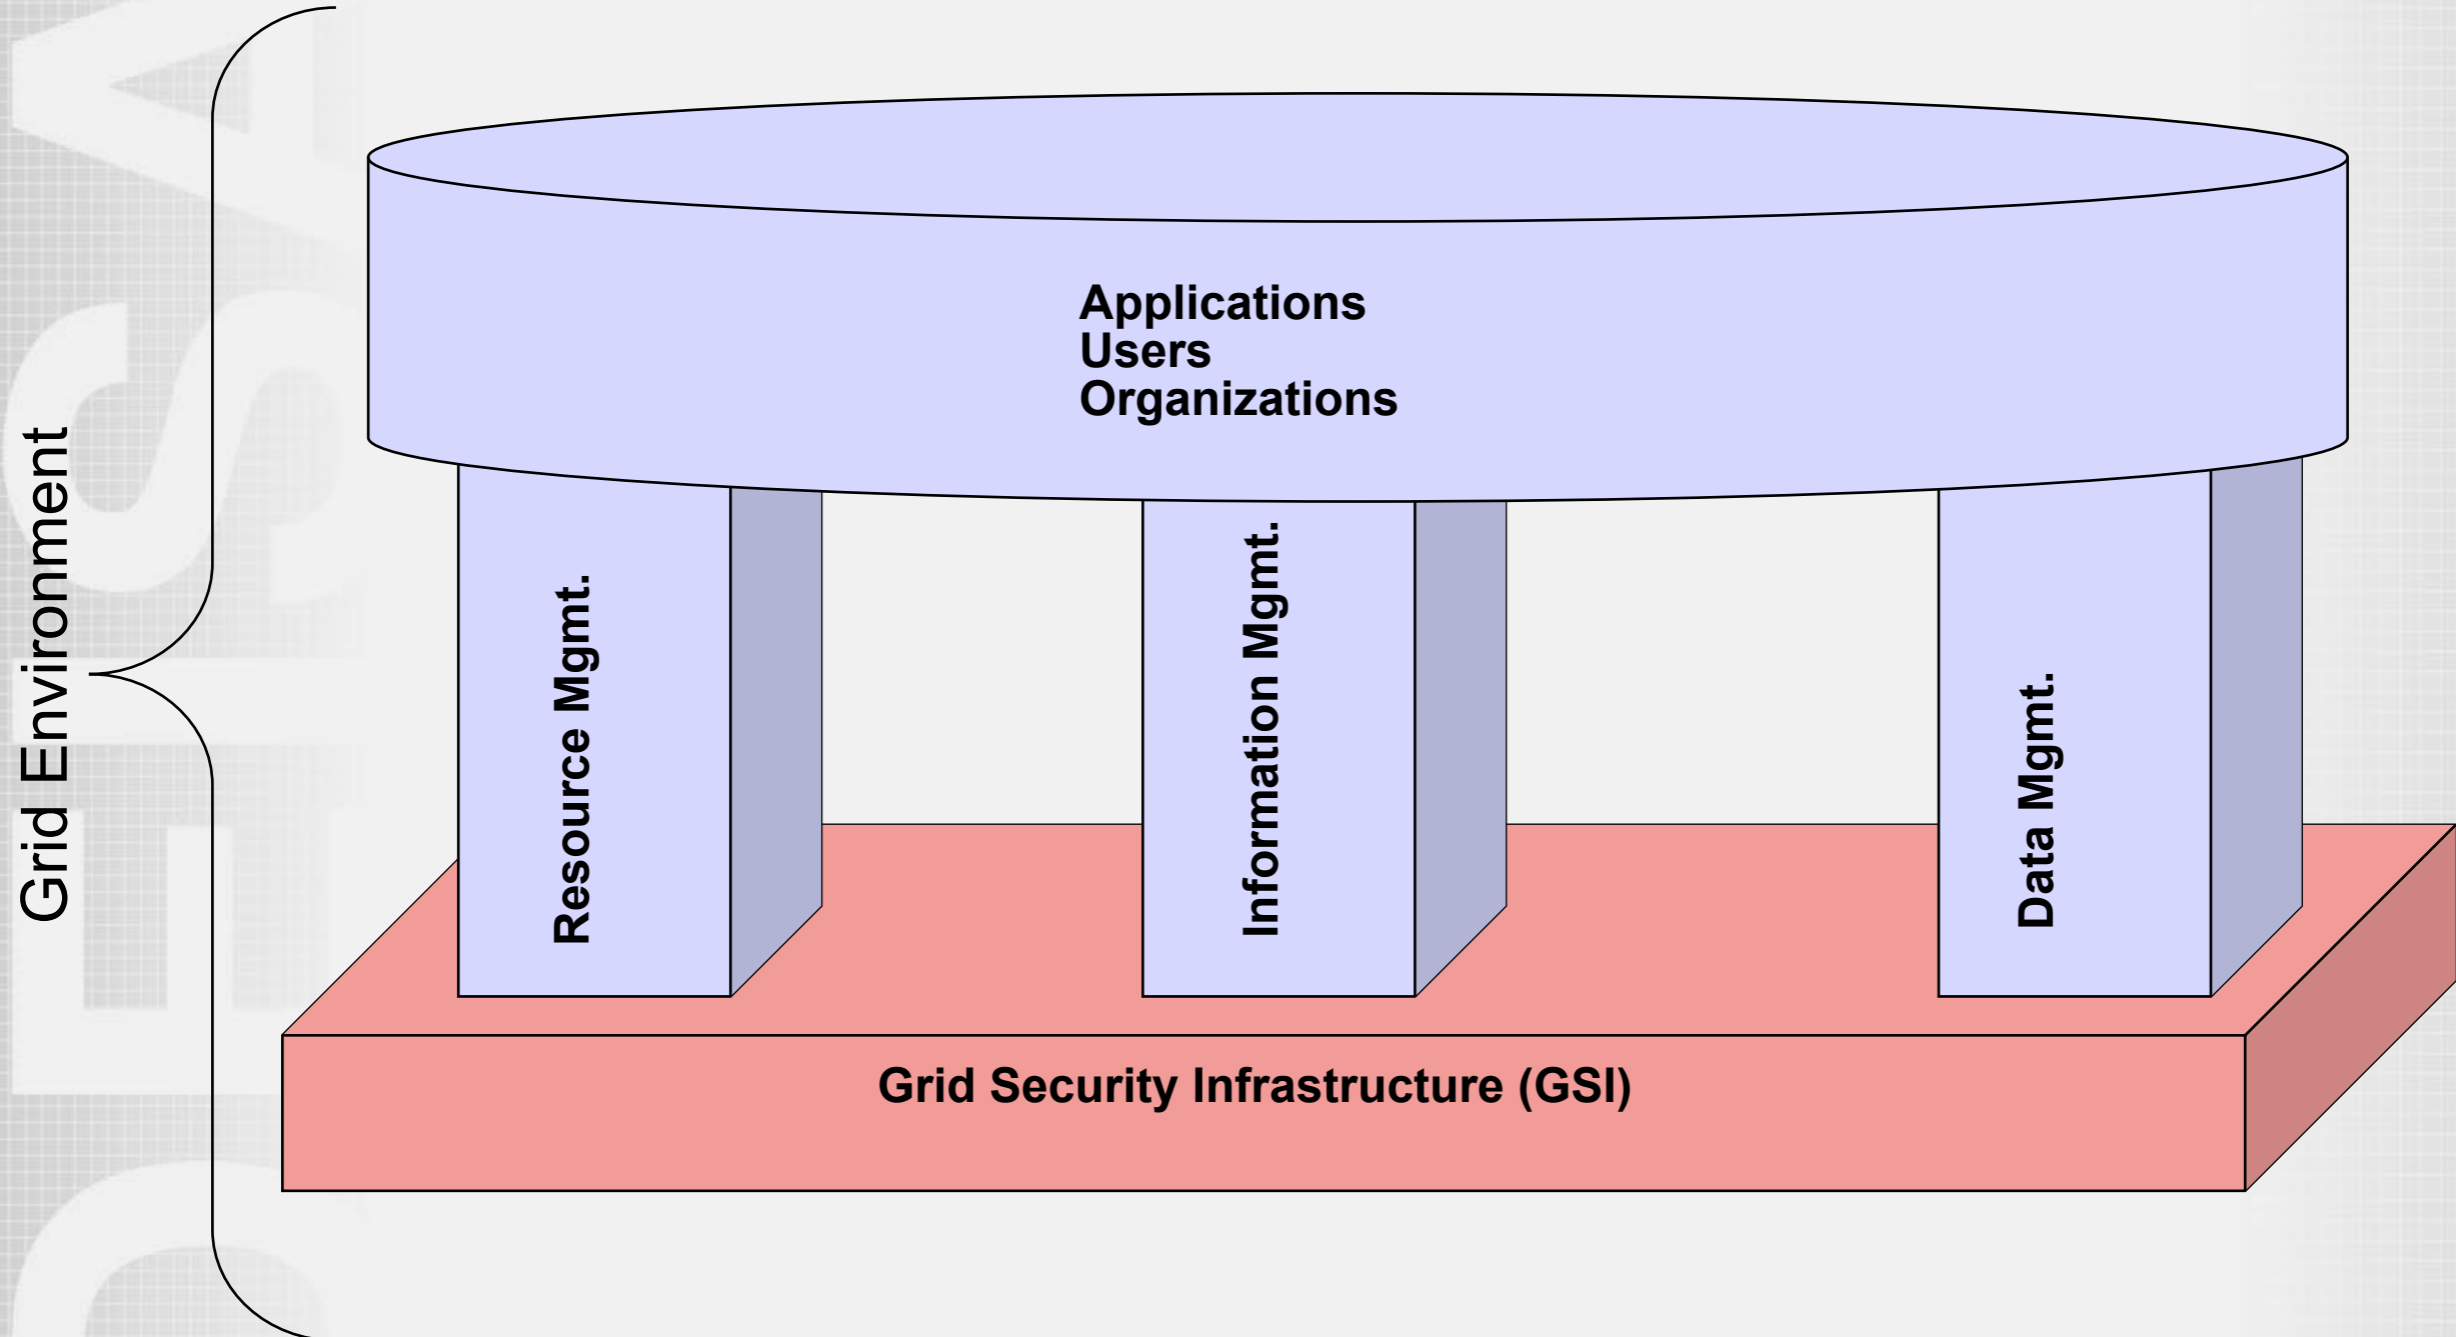 Grid Environment
Applications
Users
Organizations
Resource Mgmt.
Information Mgmt.
Data Mgmt.
Grid Security Infrastructure (GSI)